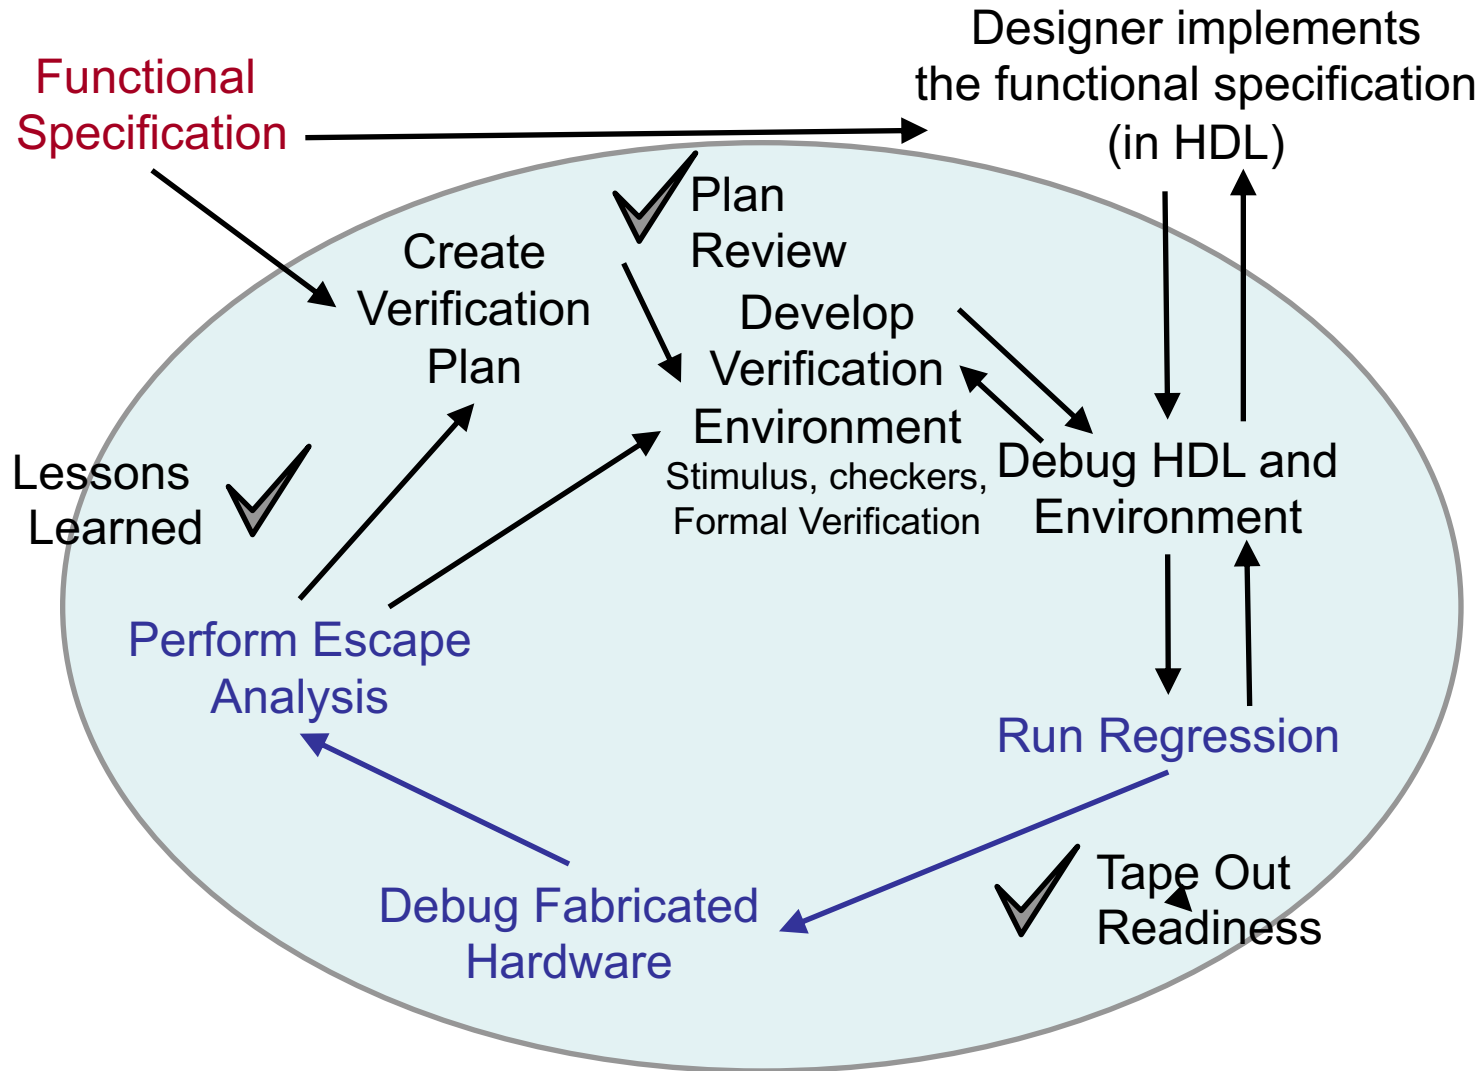 Designer implements
the functional specification
(in HDL)
Functional
Specification
Plan
Review
Create
Verification
Plan
Develop
Verification
Environment
Stimulus, checkers,
Formal Verification
Debug HDL and
Environment
Lessons
Learned
Perform Escape
Analysis
Run Regression
Tape Out
Readiness
Debug Fabricated
Hardware